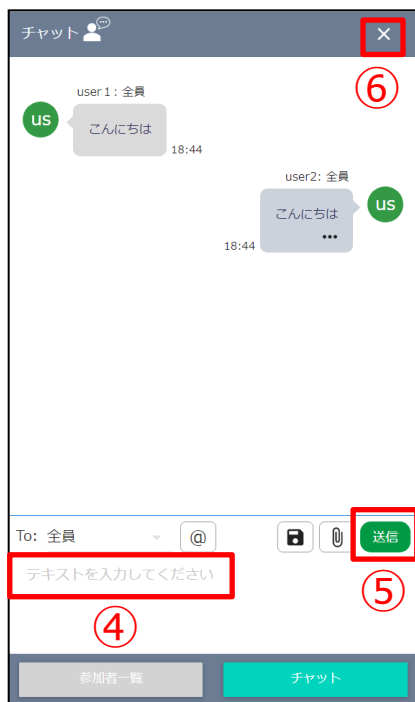 チャット
×
⑥
user1: 全員
us
こんにちは
18:44
user2: 全員
us
こんにちは
•••
18:44
To: 全員
@
送信
テキストを入力してください
⑤
④
参加者一覧
チャット